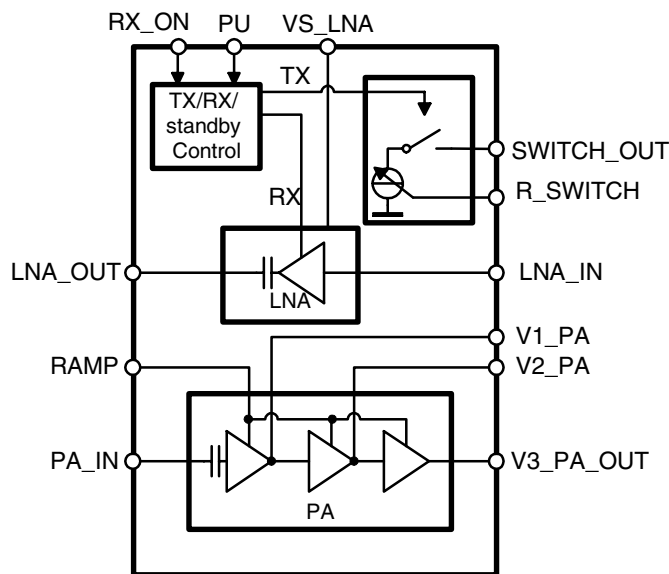 RX_ON PU VS_LNA
TX
TX/RX/
standby
Control
SWITCH_OUT
R_SWITCH
RX
LNA_OUT
LNA
LNA_IN
V1_PA
RAMP
V2_PA
PA_IN
V3_PA_OUT
PA